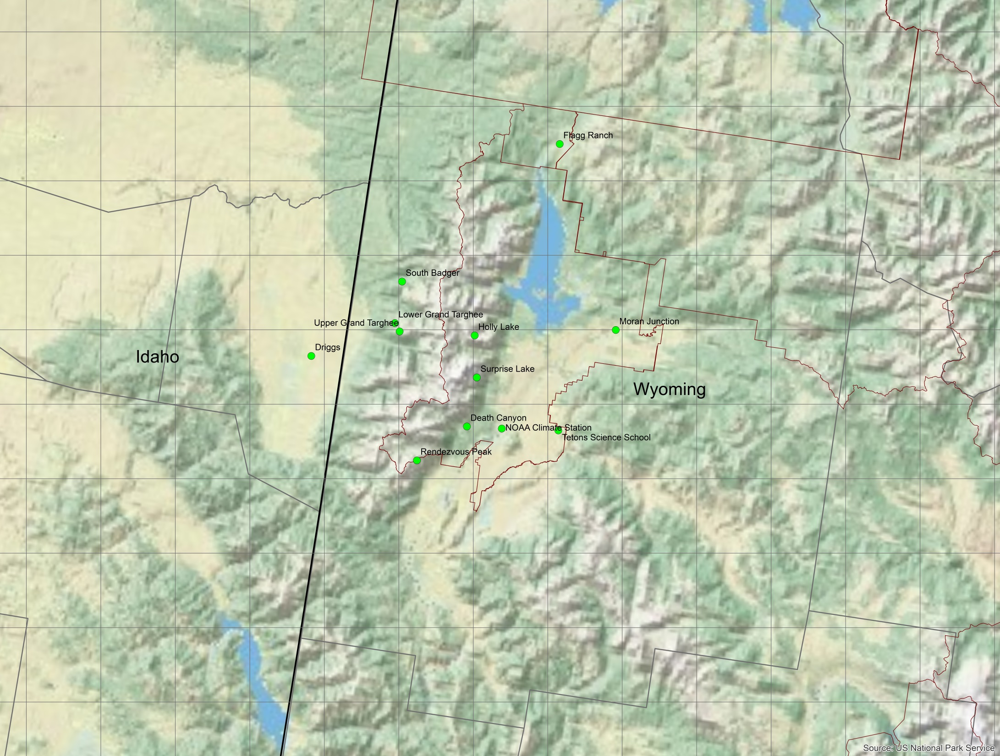 Flagg Ranch
South Badger
Lower Grand Targhee
Upper Grand Targhee
Moran Junction
Holly Lake
Driggs
Idaho
Surprise Lake
Wyoming
Death Canyon
NOAA Climate Station
Tetons Science School
Rendezvous Peak
Source: US National Park Service